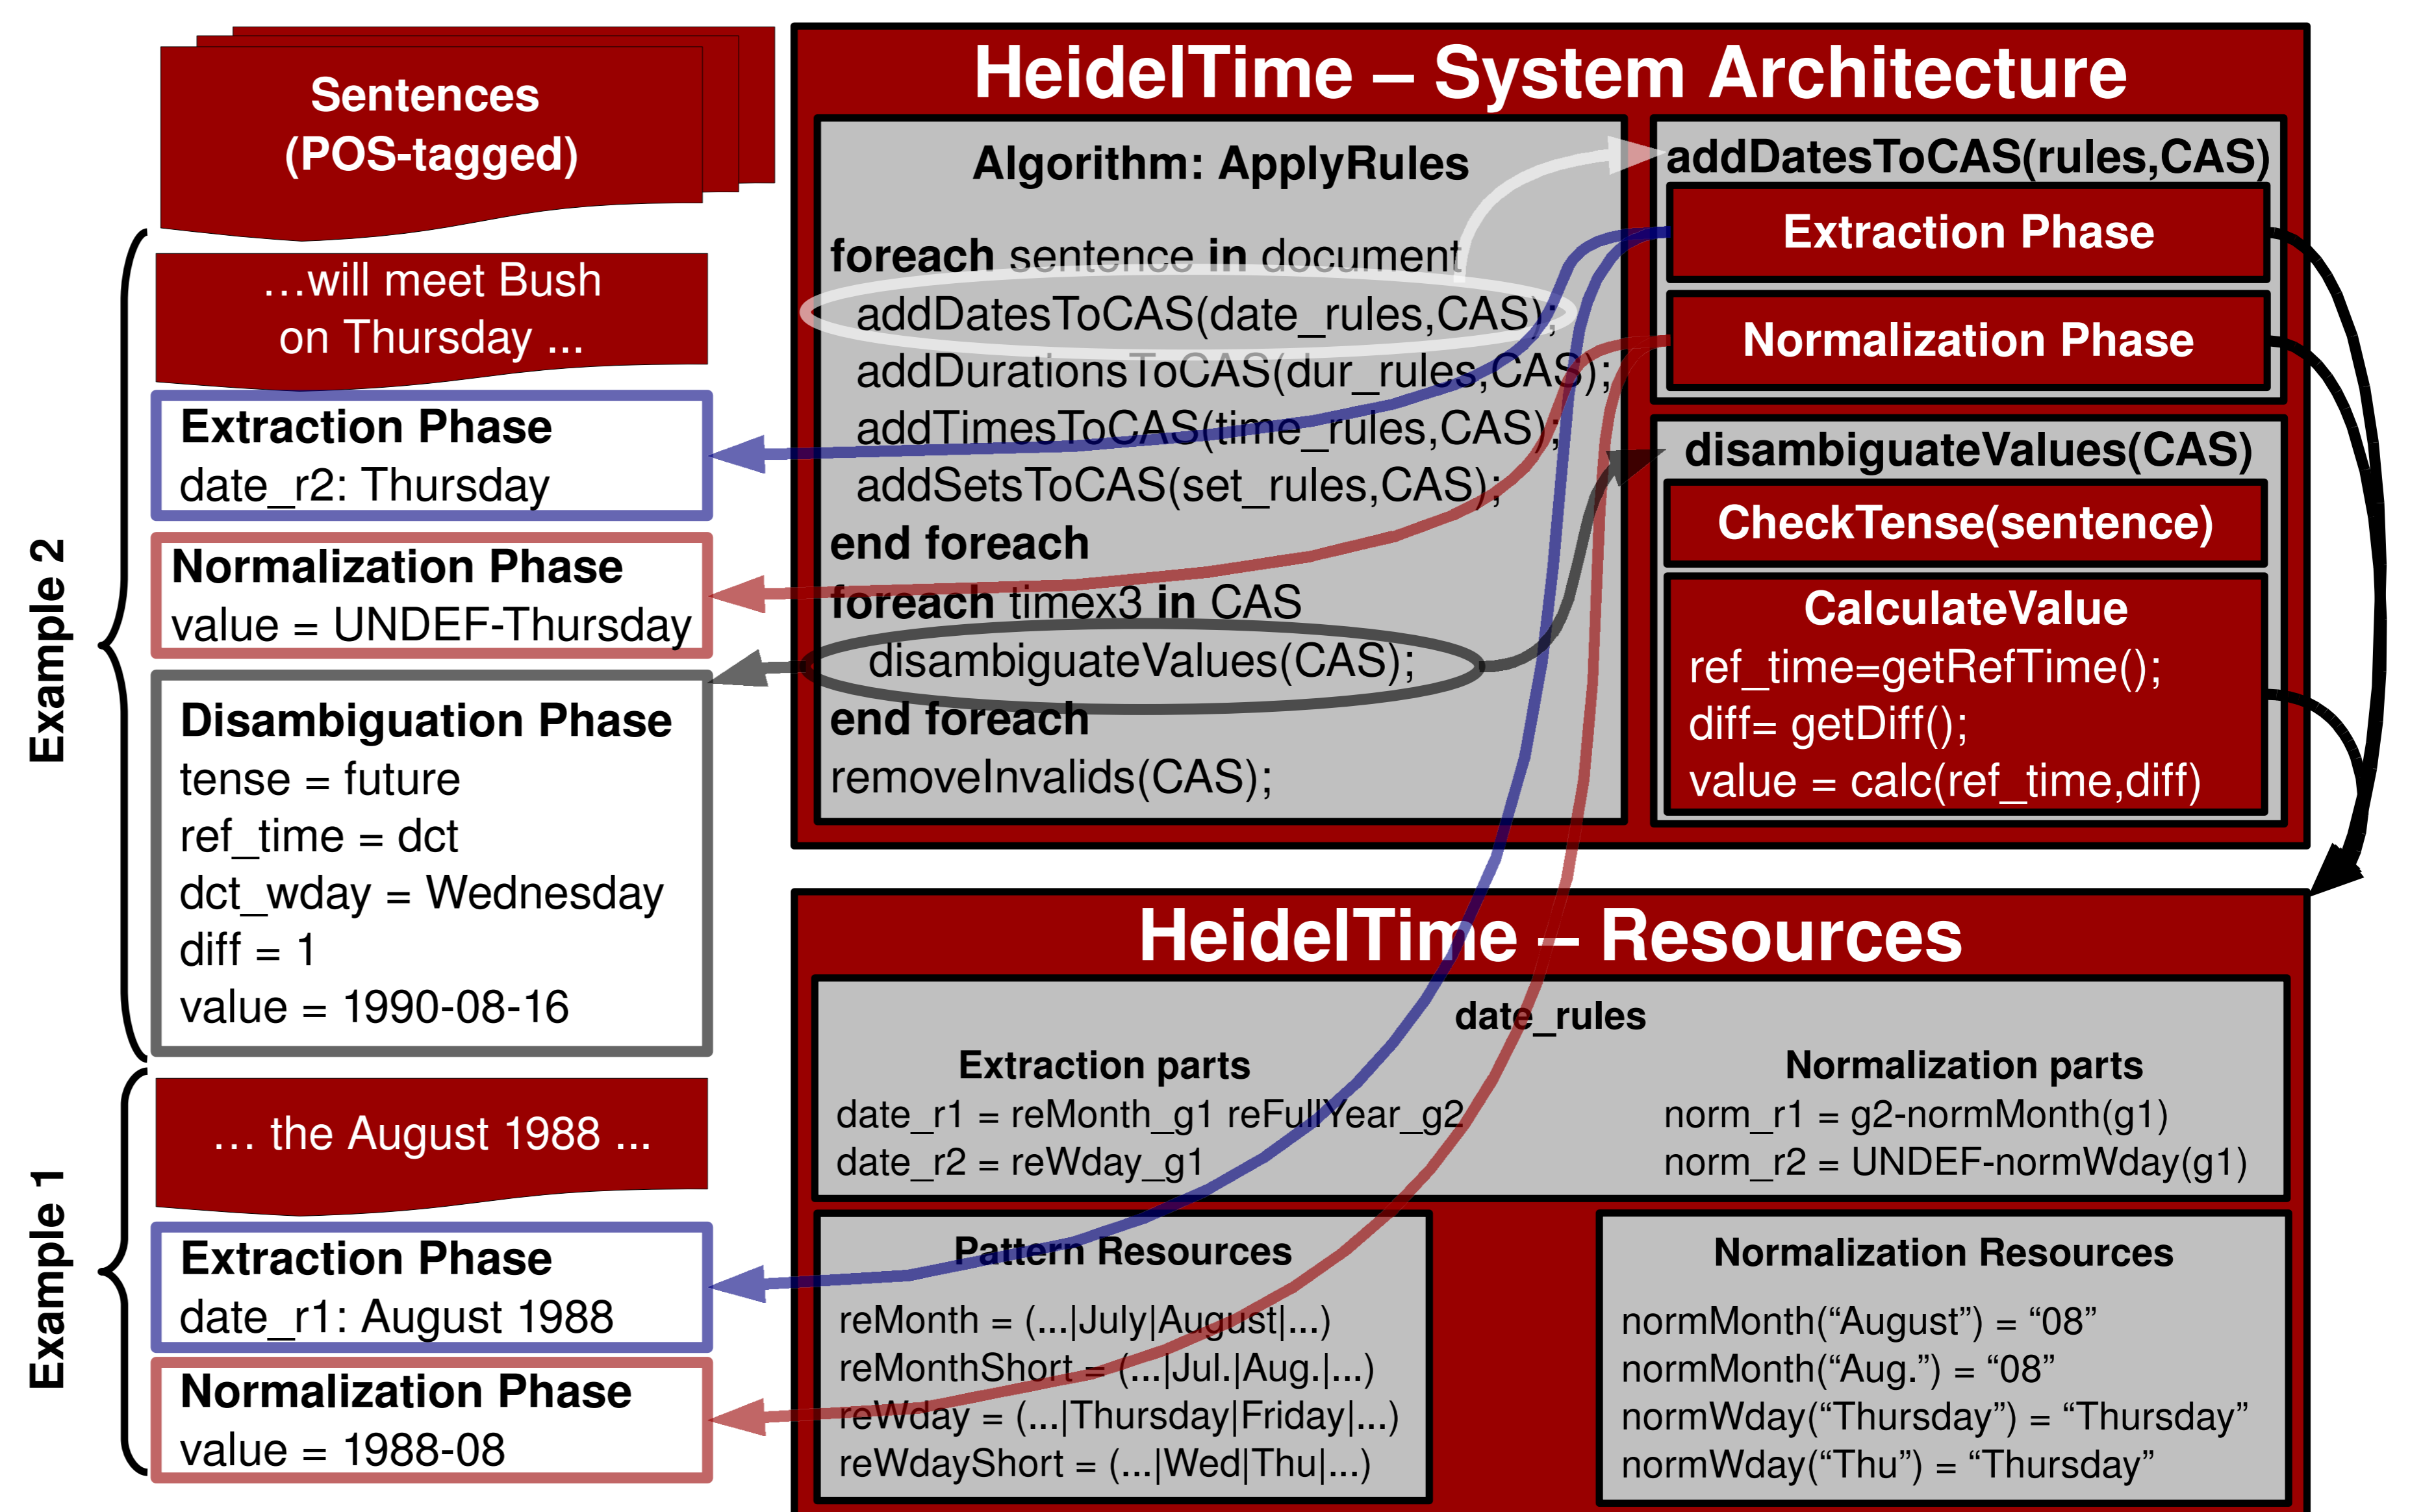 Sentences
(POS-tagged)
Example 2
…will meet Bush
on Thursday ...
Extraction Phase
date_r2: Thursday
Normalization Phase
value = UNDEF-Thursday
Disambiguation Phase
tense = future
ref_time = dct
dct_wday = Wednesday
diff = 1
value = 1990-08-16
Example 1
… the August 1988 ...
Extraction Phase
date_r1: August 1988
Normalization Phase
value = 1988-08
HeidelTime – System Architecture
Algorithm: ApplyRules
foreach sentence in document
addDatesToCAS(date_rules,CAS);
addDurationsToCAS(dur_rules,CAS);
addTimesToCAS(time_rules,CAS);
addSetsToCAS(set_rules,CAS);
end foreach
foreach timex3 in CAS
disambiguateValues(CAS);
end foreach
removeInvalids(CAS);
addDatesToCAS(rules,CAS)
Extraction Phase
Normalization Phase
disambiguateValues(CAS)
CheckTense(sentence)
CalculateValue
ref_time=getRefTime();
diff= getDiff();
value = calc(ref_time,diff)
HeidelTime – Resources
date_rules
Extraction parts
date_r1 = reMonth_g1 reFullYear_g2
date_r2 = reWday_g1
Normalization parts
norm_r1 = g2-normMonth(g1)
norm_r2 = UNDEF-normWday(g1)
Pattern Resources
reMonth = (...|July|August|...)
reMonthShort = (...|Jul.|Aug.|...)
reWday = (...|Thursday|Friday|...)
reWdayShort = (...|Wed|Thu|...)
Normalization Resources
normMonth(“August”) = “08”
normMonth(“Aug.”) = “08”
normWday(“Thursday”) = “Thursday”
normWday(“Thu”) = “Thursday”